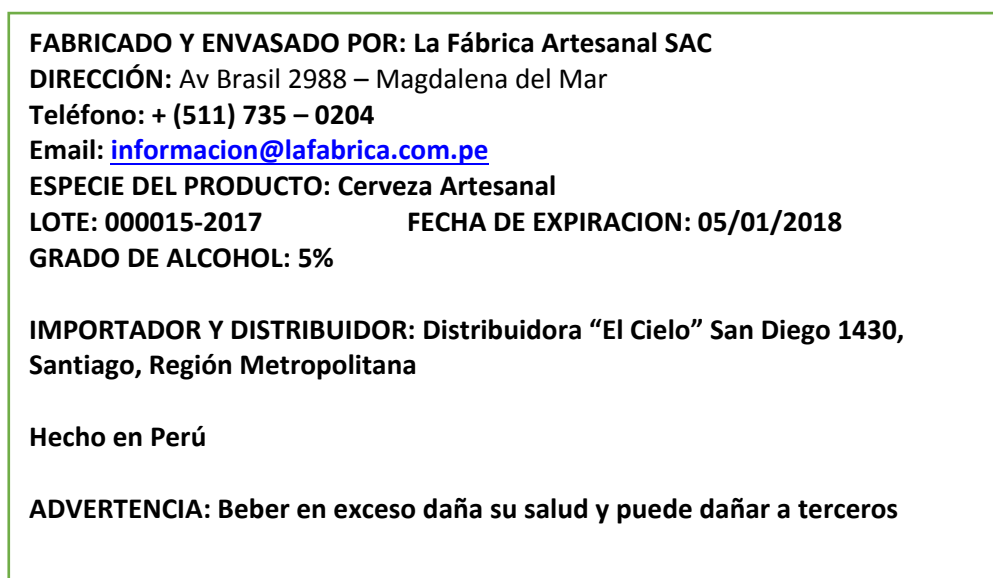 FABRICADO Y ENVASADO POR: La Fábrica Artesanal SAC
DIRECCIÓN: Av Brasil 2988 – Magdalena del Mar
Teléfono: + (511) 735 – 0204
Email: informacion@lafabrica.com.pe
ESPECIE DEL PRODUCTO: Cerveza Artesanal
LOTE: 000015-2017 FECHA DE EXPIRACION: 05/01/2018
GRADO DE ALCOHOL: 5%
IMPORTADOR Y DISTRIBUIDOR: Distribuidora “El Cielo” San Diego 1430,
Santiago, Región Metropolitana
Hecho en Perú
ADVERTENCIA: Beber en exceso daña su salud y puede dañar a terceros